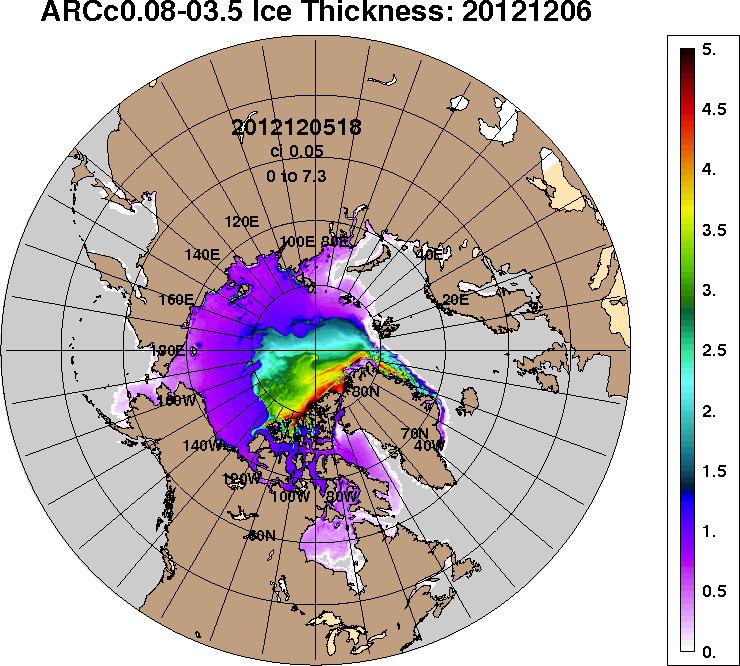 ARCc0.08-03.5 Ice Thickness: 20121206
2012120518
ci 0.05
0 to 7.3
120E
100E
80E
140E
40E
160E
20E
180E
160W
80N
140W
70N
40W
120W
100W
80W
60N
5.
4.5
4.
3.5
3.
2.5
2.
1.5
1.
0.5
0.